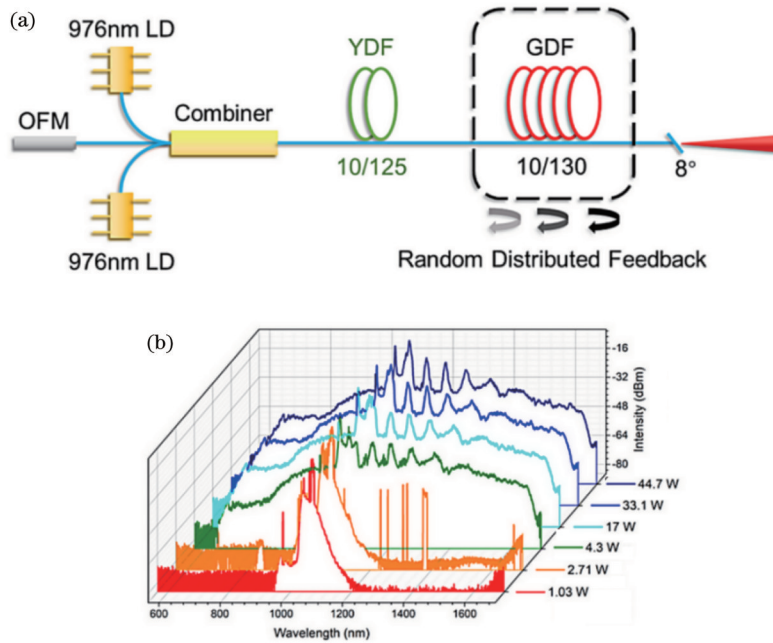 (a)
976nm LD
YDF
GDF
OFM
Combiner
10/125
10/130
8°
976nm LD
Random Distributed Feedback
(b)
-16
-32
-48
-64
-80
Intensity (dBm)
44.7 W
33.1 W
17 W
4.3 W
2.71 W
1.03 W
600 800 1000 1200 1400 1600
Wavelength (nm)